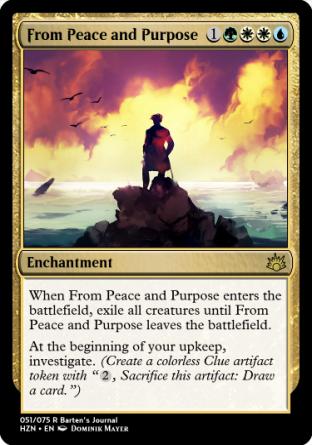 From Peace and Purpose 1
Enchantment
When From Peace and Purpose enters the
battlefield, exile all creatures until From
Peace and Purpose leaves the battlefield.
At the beginning of your upkeep,
investigate. (Create a colorless Clue artifact
token with “2, Sacrifice this artifact: Draw
a card.”)
051/075 R Barten's Journal
HZN • EN Dominik Mayer